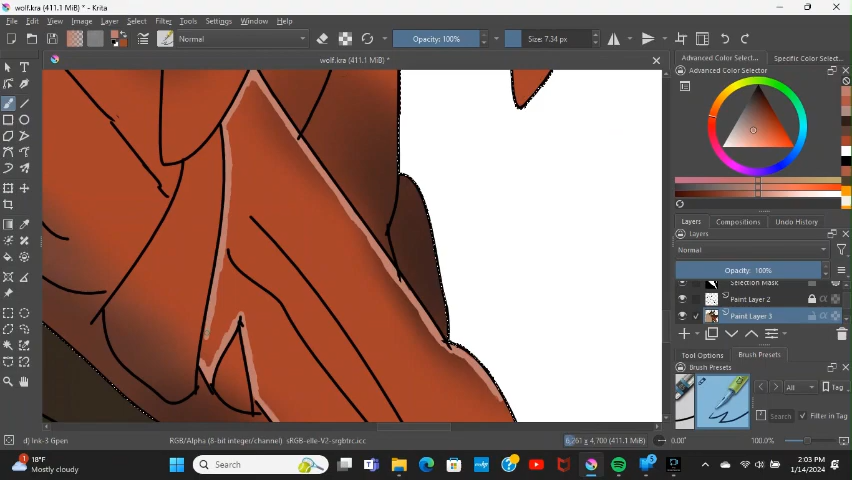 wolf.kra (411.1 MiB) * - Krita
File Edit View Image Layer Select Filter Tools Settings Window Help
Normal Opacity: 100% Size: 7.34 px
wolf.kra (411.1 MiB) *
Advanced Color Selec... Specific Color Selec...
Advanced Color Selector
Layers Compositions Undo History
Layers
Normal
Opacity: 100%
Selection Mask
Paint Layer 2
Paint Layer 3
Tool Options Brush Presets
Brush Presets
All Tag
Search Filter in Tag
d) Ink-3 Gpen RGB/Alpha (8-bit integer/channel) sRGB-elle-V2-srgbtrc.icc 4,700 (411.1 MiB) 0.00° 100.0%
18°F
Mostly cloudy
Search
2:03 PM
1/14/2024